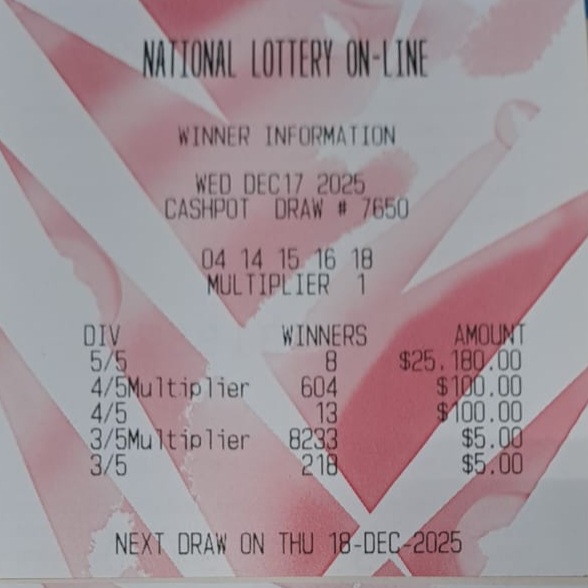 NATIONAL LOTTERY ON-LINE
WINNER INFORMATION
WED DEC17 2025
CASHPOT DRAW # 7650
04 14 15 16 18
MULTIPLIER 1
DIV WINNERS AMOUNT
5/5 8 $25,180.00
4/5Multiplier 604 $100.00
4/5 13 $100.00
3/5Multiplier 8233 $5.00
3/5 218 $5.00
NEXT DRAW ON THU 18-DEC-2025